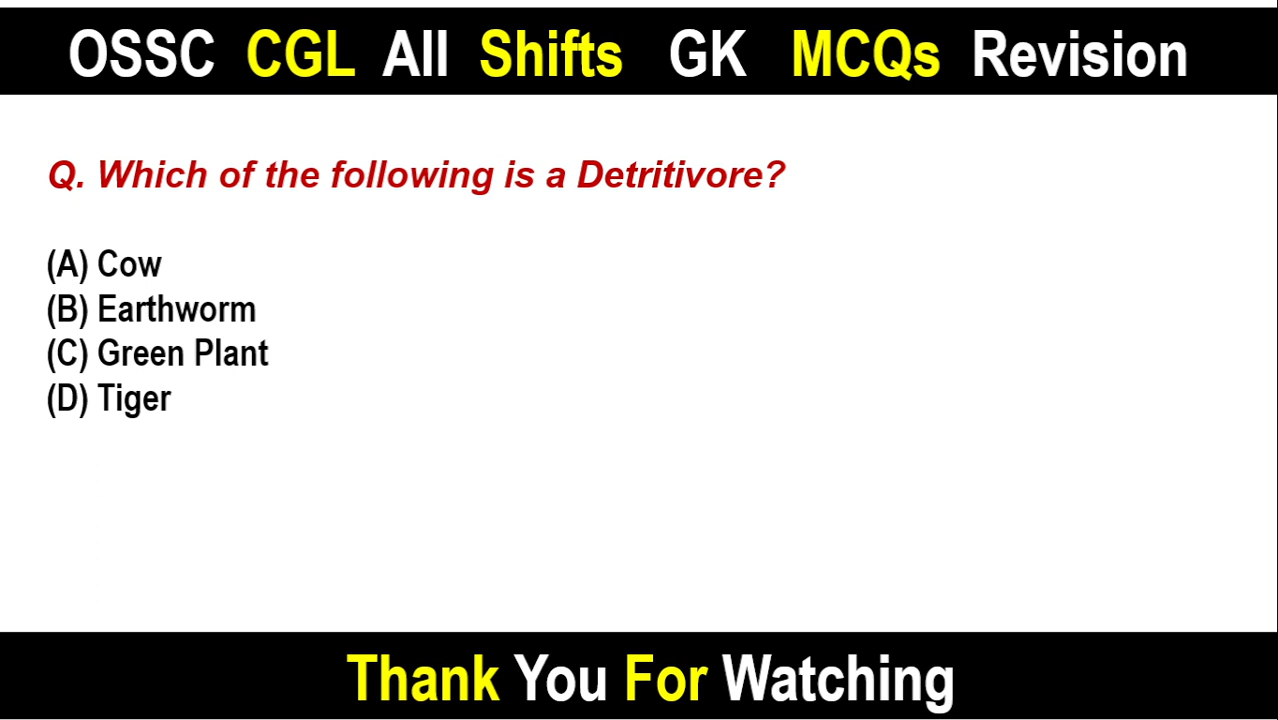 OSSC CGL All Shifts GK MCQs Revision
Q. Which of the following is a Detritivore?
(A) Cow
(B) Earthworm
(C) Green Plant
(D) Tiger
Thank You For Watching